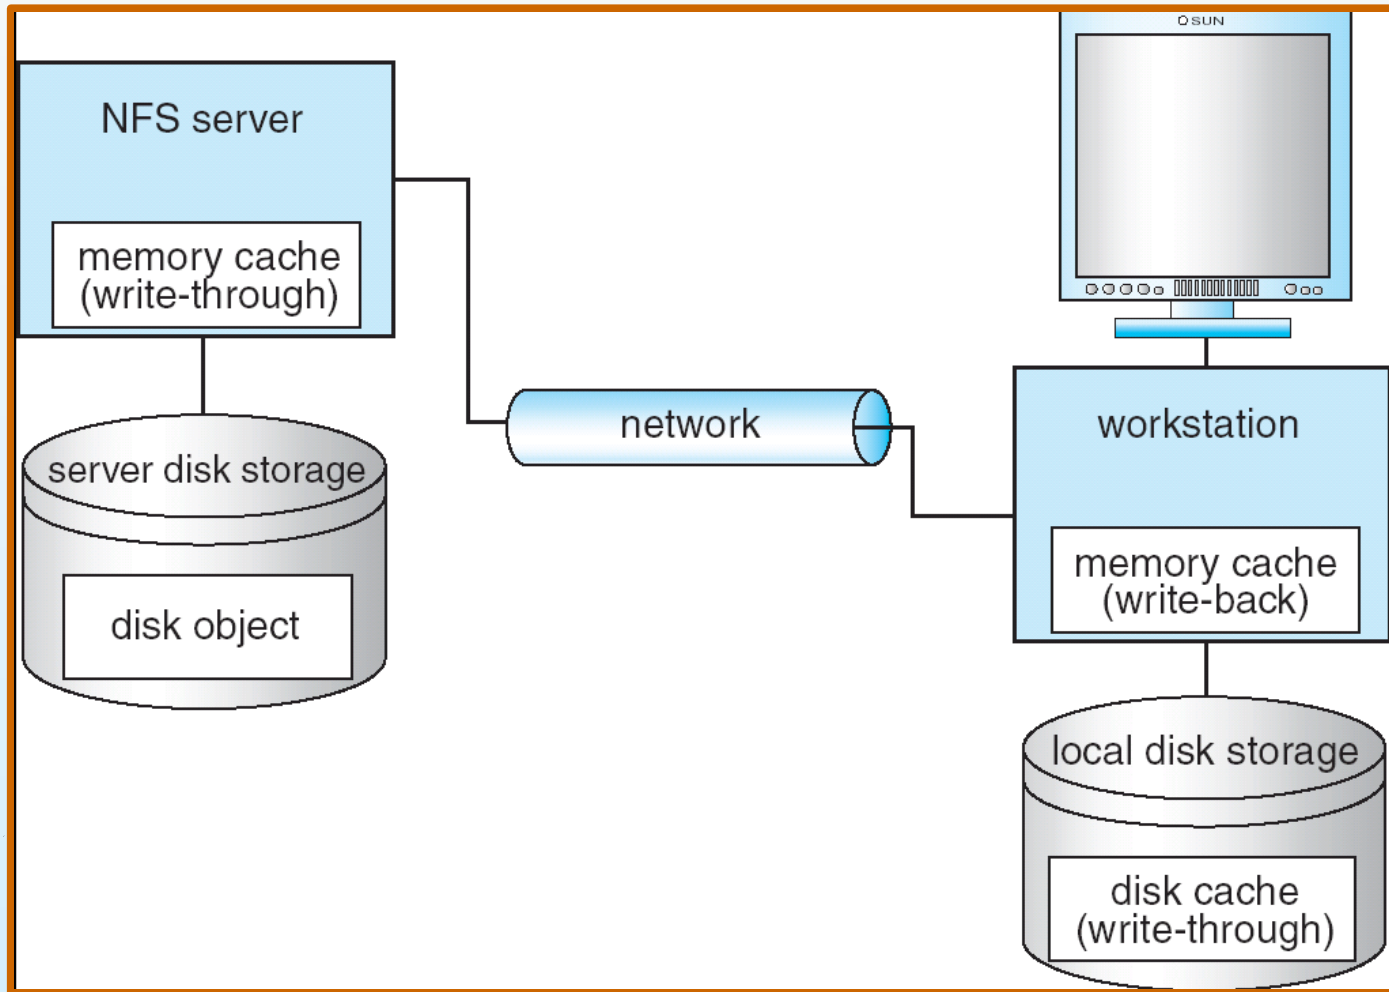 SUN
NFS server
memory cache
(write-through)
network
workstation
server disk storage
memory cache
(write-back)
disk object
local disk storage
disk cache
(write-through)